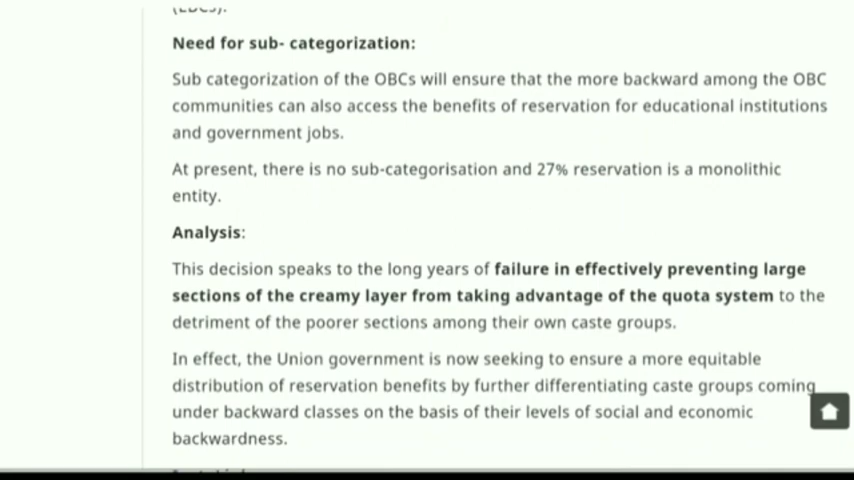 Need for sub- categorization:
Sub categorization of the OBCs will ensure that the more backward among the OBC
communities can also access the benefits of reservation for educational institutions
and government jobs.
At present, there is no sub-categorisation and 27% reservation is a monolithic
entity.
Analysis:
This decision speaks to the long years of failure in effectively preventing large
sections of the creamy layer from taking advantage of the quota system to the
detriment of the poorer sections among their own caste groups.
In effect, the Union government is now seeking to ensure a more equitable
distribution of reservation benefits by further differentiating caste groups coming
under backward classes on the basis of their levels of social and economic
backwardness.